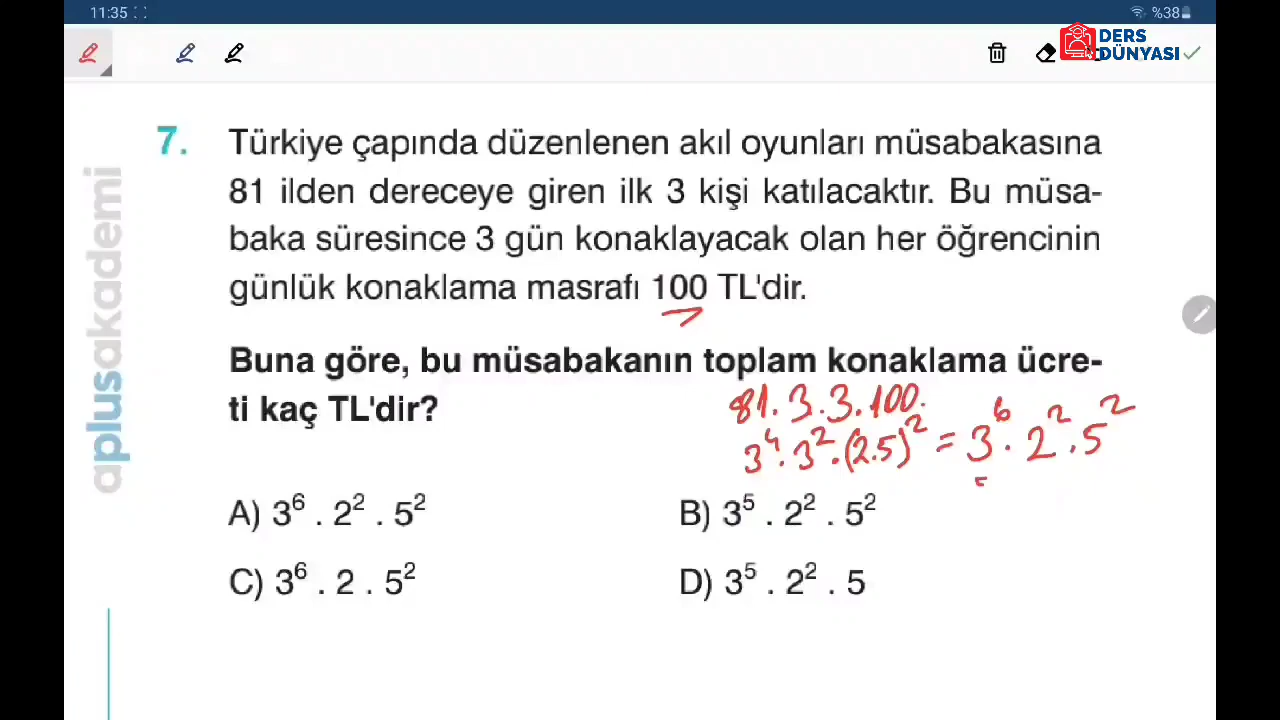 11:35
%38
DERS
DÜNYASI
7. Türkiye çapında düzenlenen akıl oyunları müsabakasına
81 ilden dereceye giren ilk 3 kişi katılacaktır. Bu müsa-
baka süresince 3 gün konaklayacak olan her öğrencinin
günlük konaklama masrafı 100 TL'dir.
Buna göre, bu müsabakanın toplam konaklama ücre-
ti kaç TL'dir?
81.3.3.100.
3⁴.3².(2.5)² = 3⁶.2².5²
A) 3⁶ . 2² . 5²
B) 3⁵ . 2² . 5²
C) 3⁶ . 2 . 5²
D) 3⁵ . 2² . 5
aplusakademi